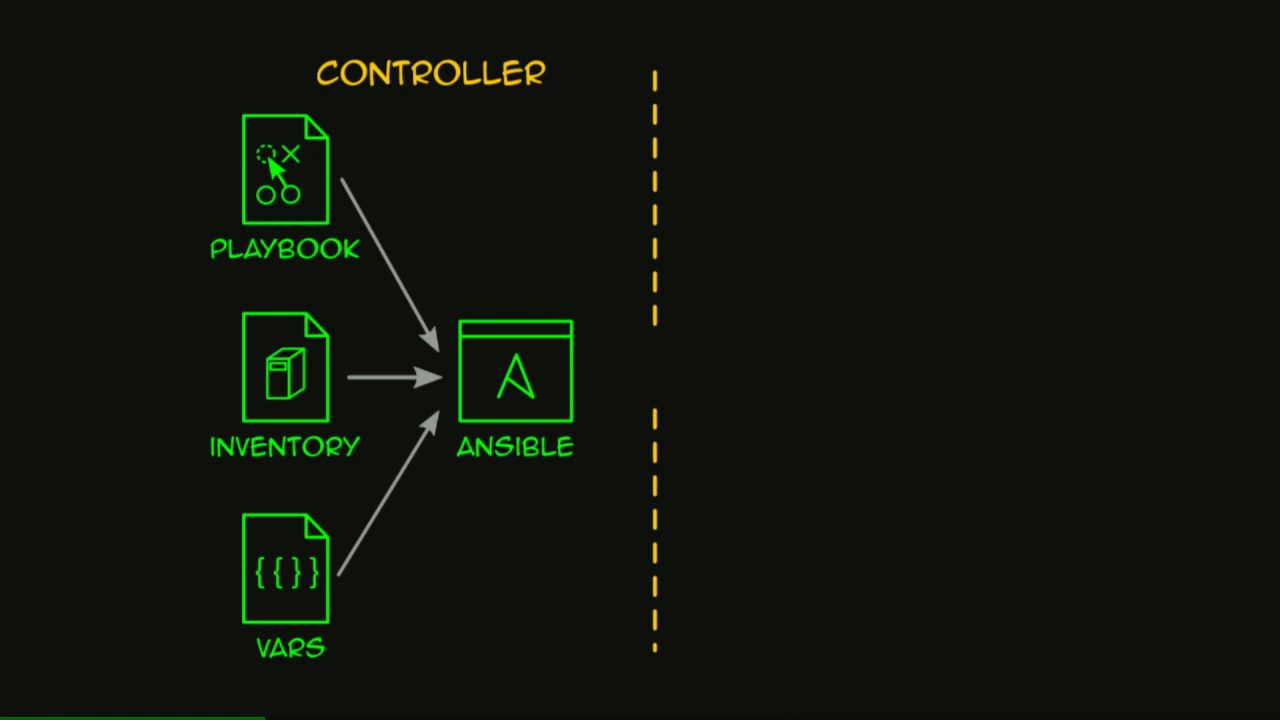 CONTROLLER
PLAYBOOK
INVENTORY
ANSIBLE
{{}}
VARS